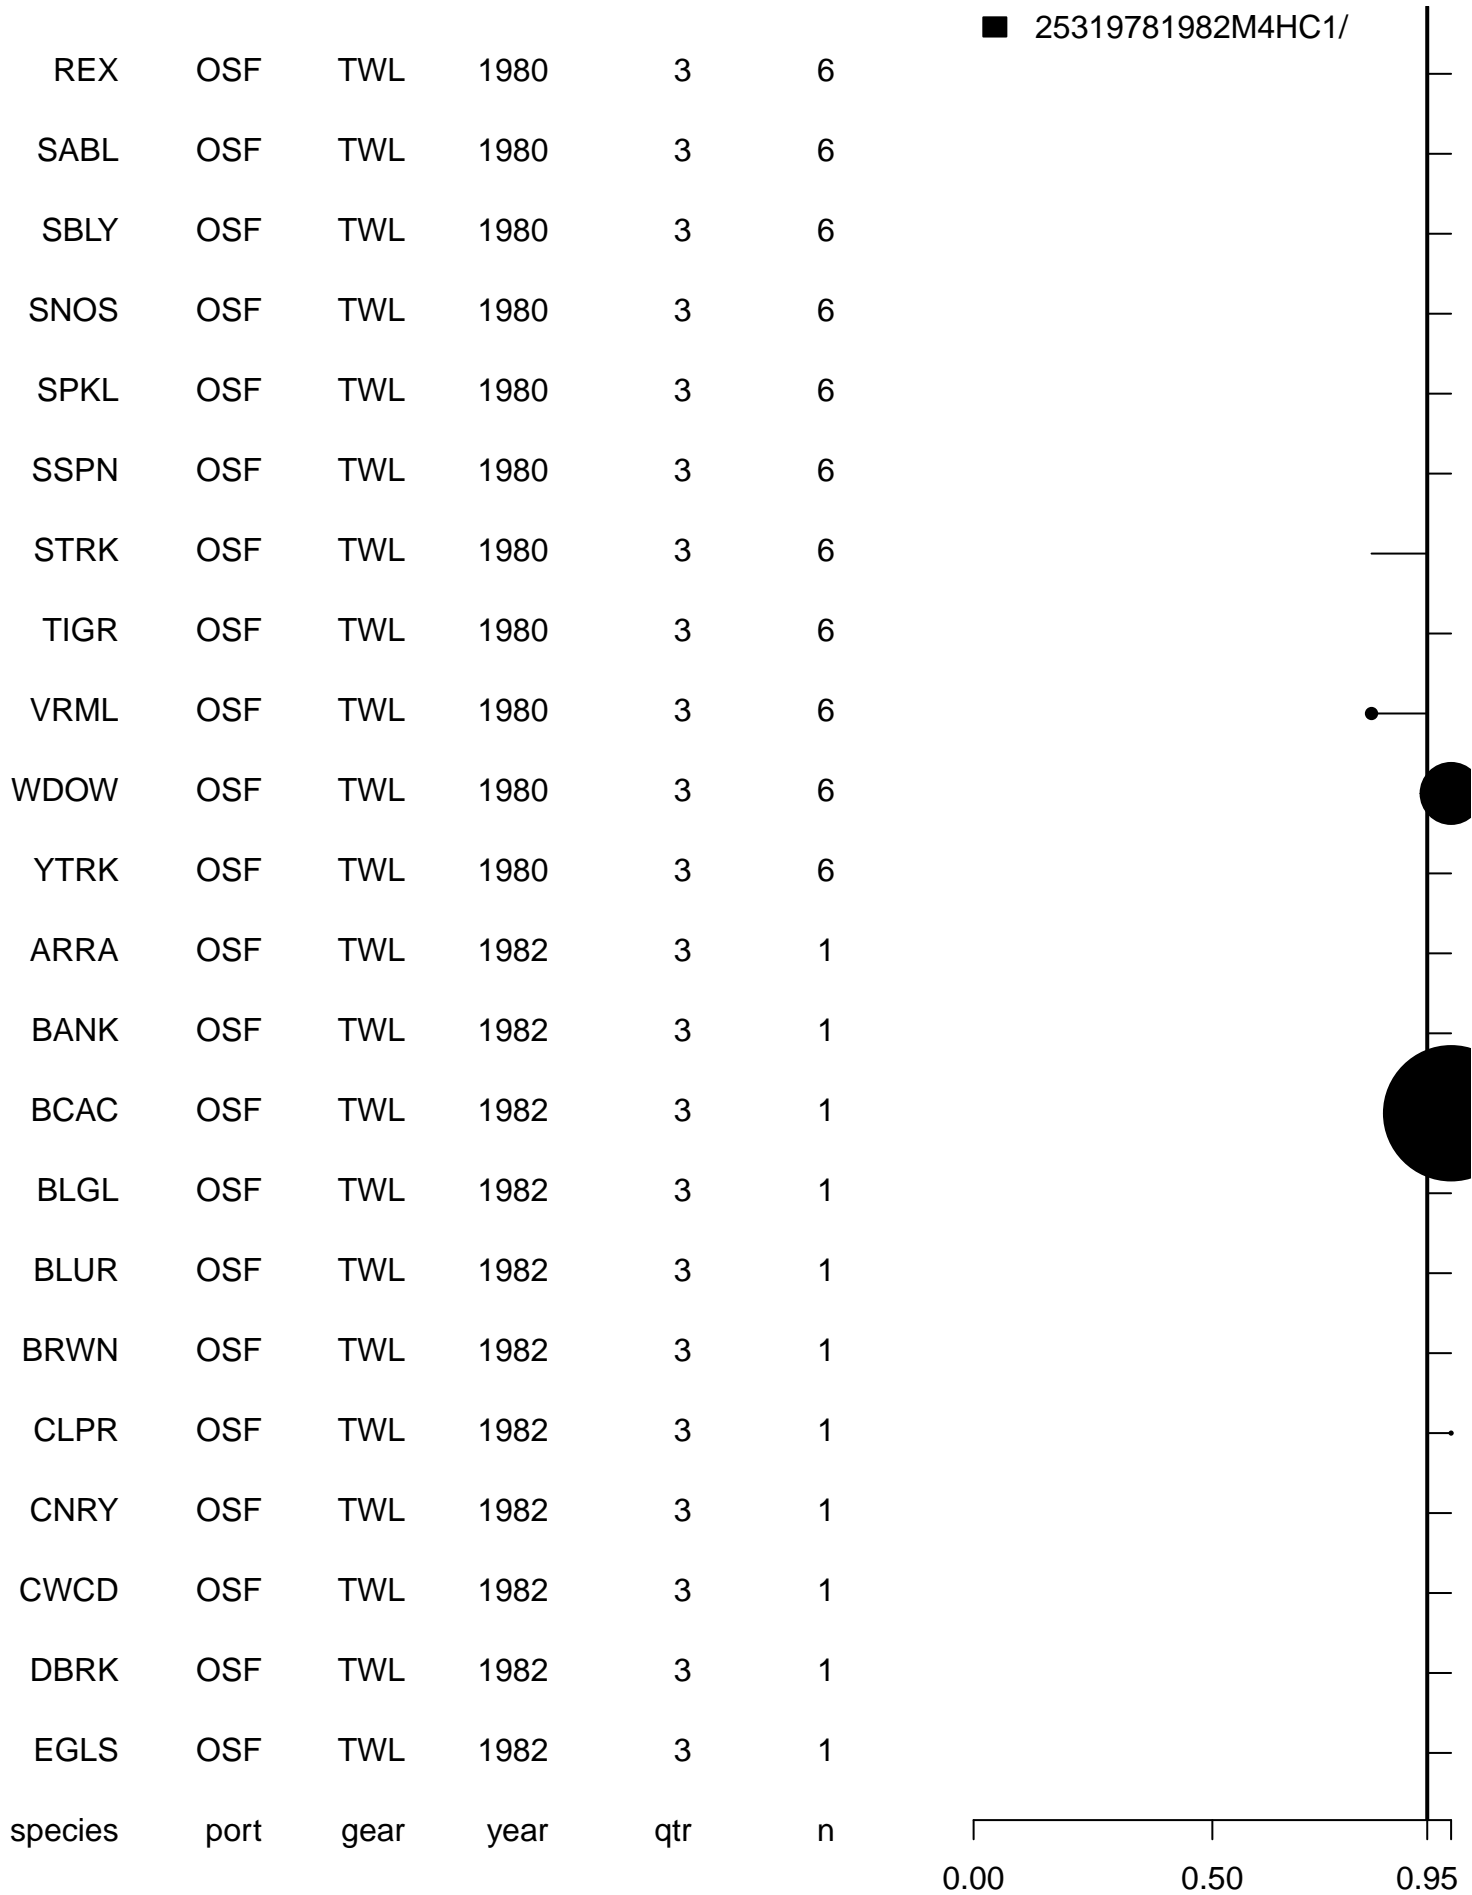 25319781982M4HC1/
REX OSF TWL 1980 3 6
SABL OSF TWL 1980 3 6
SBLY OSF TWL 1980 3 6
SNOS OSF TWL 1980 3 6
SPKL OSF TWL 1980 3 6
SSPN OSF TWL 1980 3 6
STRK OSF TWL 1980 3 6
TIGR OSF TWL 1980 3 6
VRML OSF TWL 1980 3 6
WDOW OSF TWL 1980 3 6
YTRK OSF TWL 1980 3 6
ARRA OSF TWL 1982 3 1
BANK OSF TWL 1982 3 1
BCAC OSF TWL 1982 3 1
BLGL OSF TWL 1982 3 1
BLUR OSF TWL 1982 3 1
BRWN OSF TWL 1982 3 1
CLPR OSF TWL 1982 3 1
CNRY OSF TWL 1982 3 1
CWCD OSF TWL 1982 3 1
DBRK OSF TWL 1982 3 1
EGLS OSF TWL 1982 3 1
species port gear year qtr n
0.00 0.50 0.95